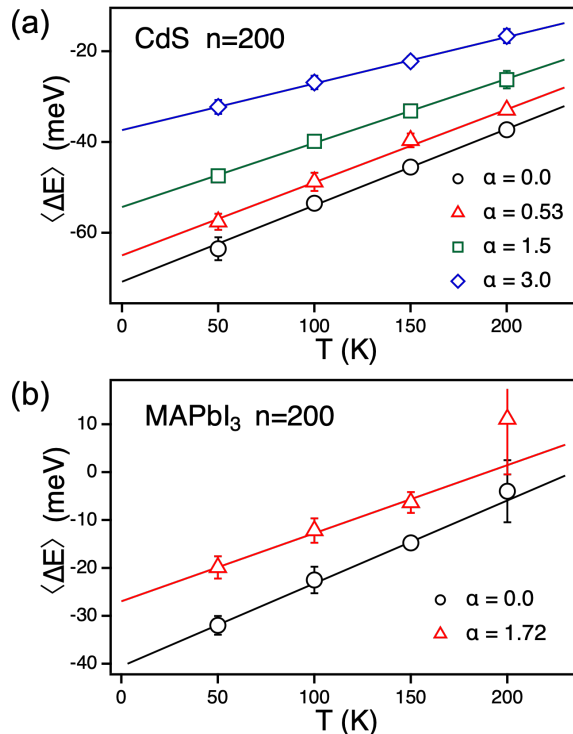 (a)
CdS n=200
-20
-40
-60
⟨ΔE⟩ (meV)
α = 0.0
α = 0.53
α = 1.5
α = 3.0
0 50 100 150 200
T (K)
(b)
MAPbI₃ n=200
10
0
-10
-20
-30
-40
⟨ΔE⟩ (meV)
α = 0.0
α = 1.72
0 50 100 150 200
T (K)